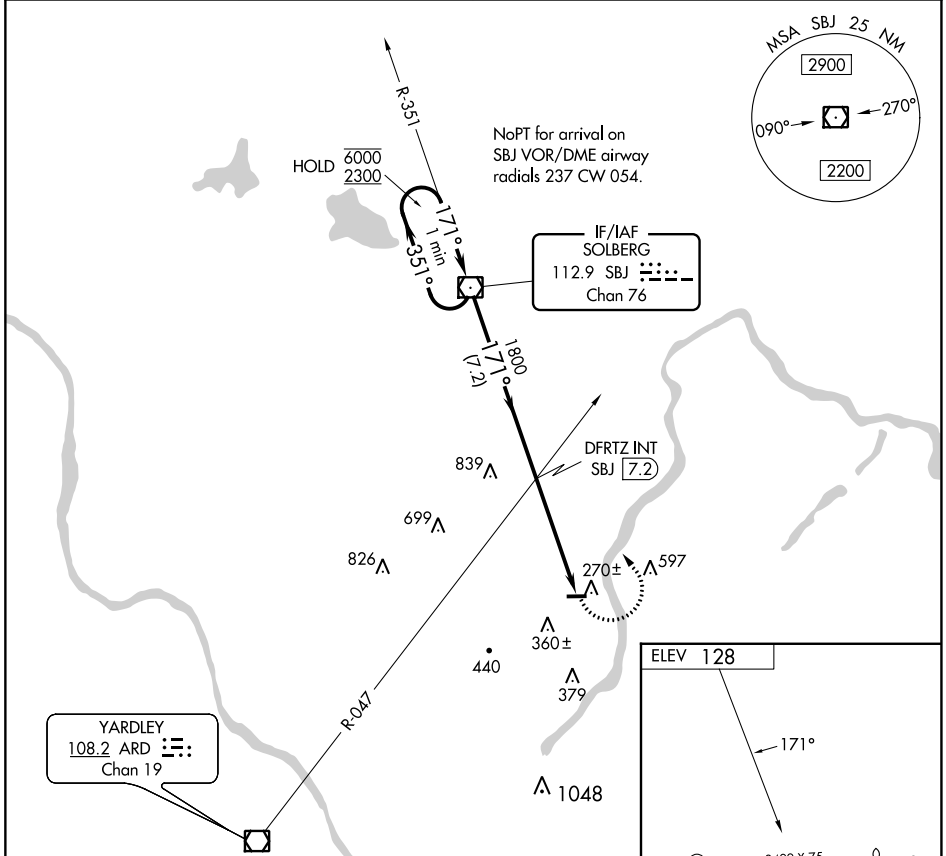 MSA SBJ 25 NM
2900
270°
090°
2200
R-351
NoPT for arrival on
SBJ VOR/DME airway
radials 237 CW 054.
HOLD 6000
2300
171°
1 min
351°
IF/IAF
SOLBERG
112.9 SBJ
Chan 76
1800
171°
(7.2)
DFRTZ INT
SBJ 7.2
839
699
826
270±
597
360±
440
379
R-047
ELEV 128
171°
YARDLEY
108.2 ARD
Chan 19
1048